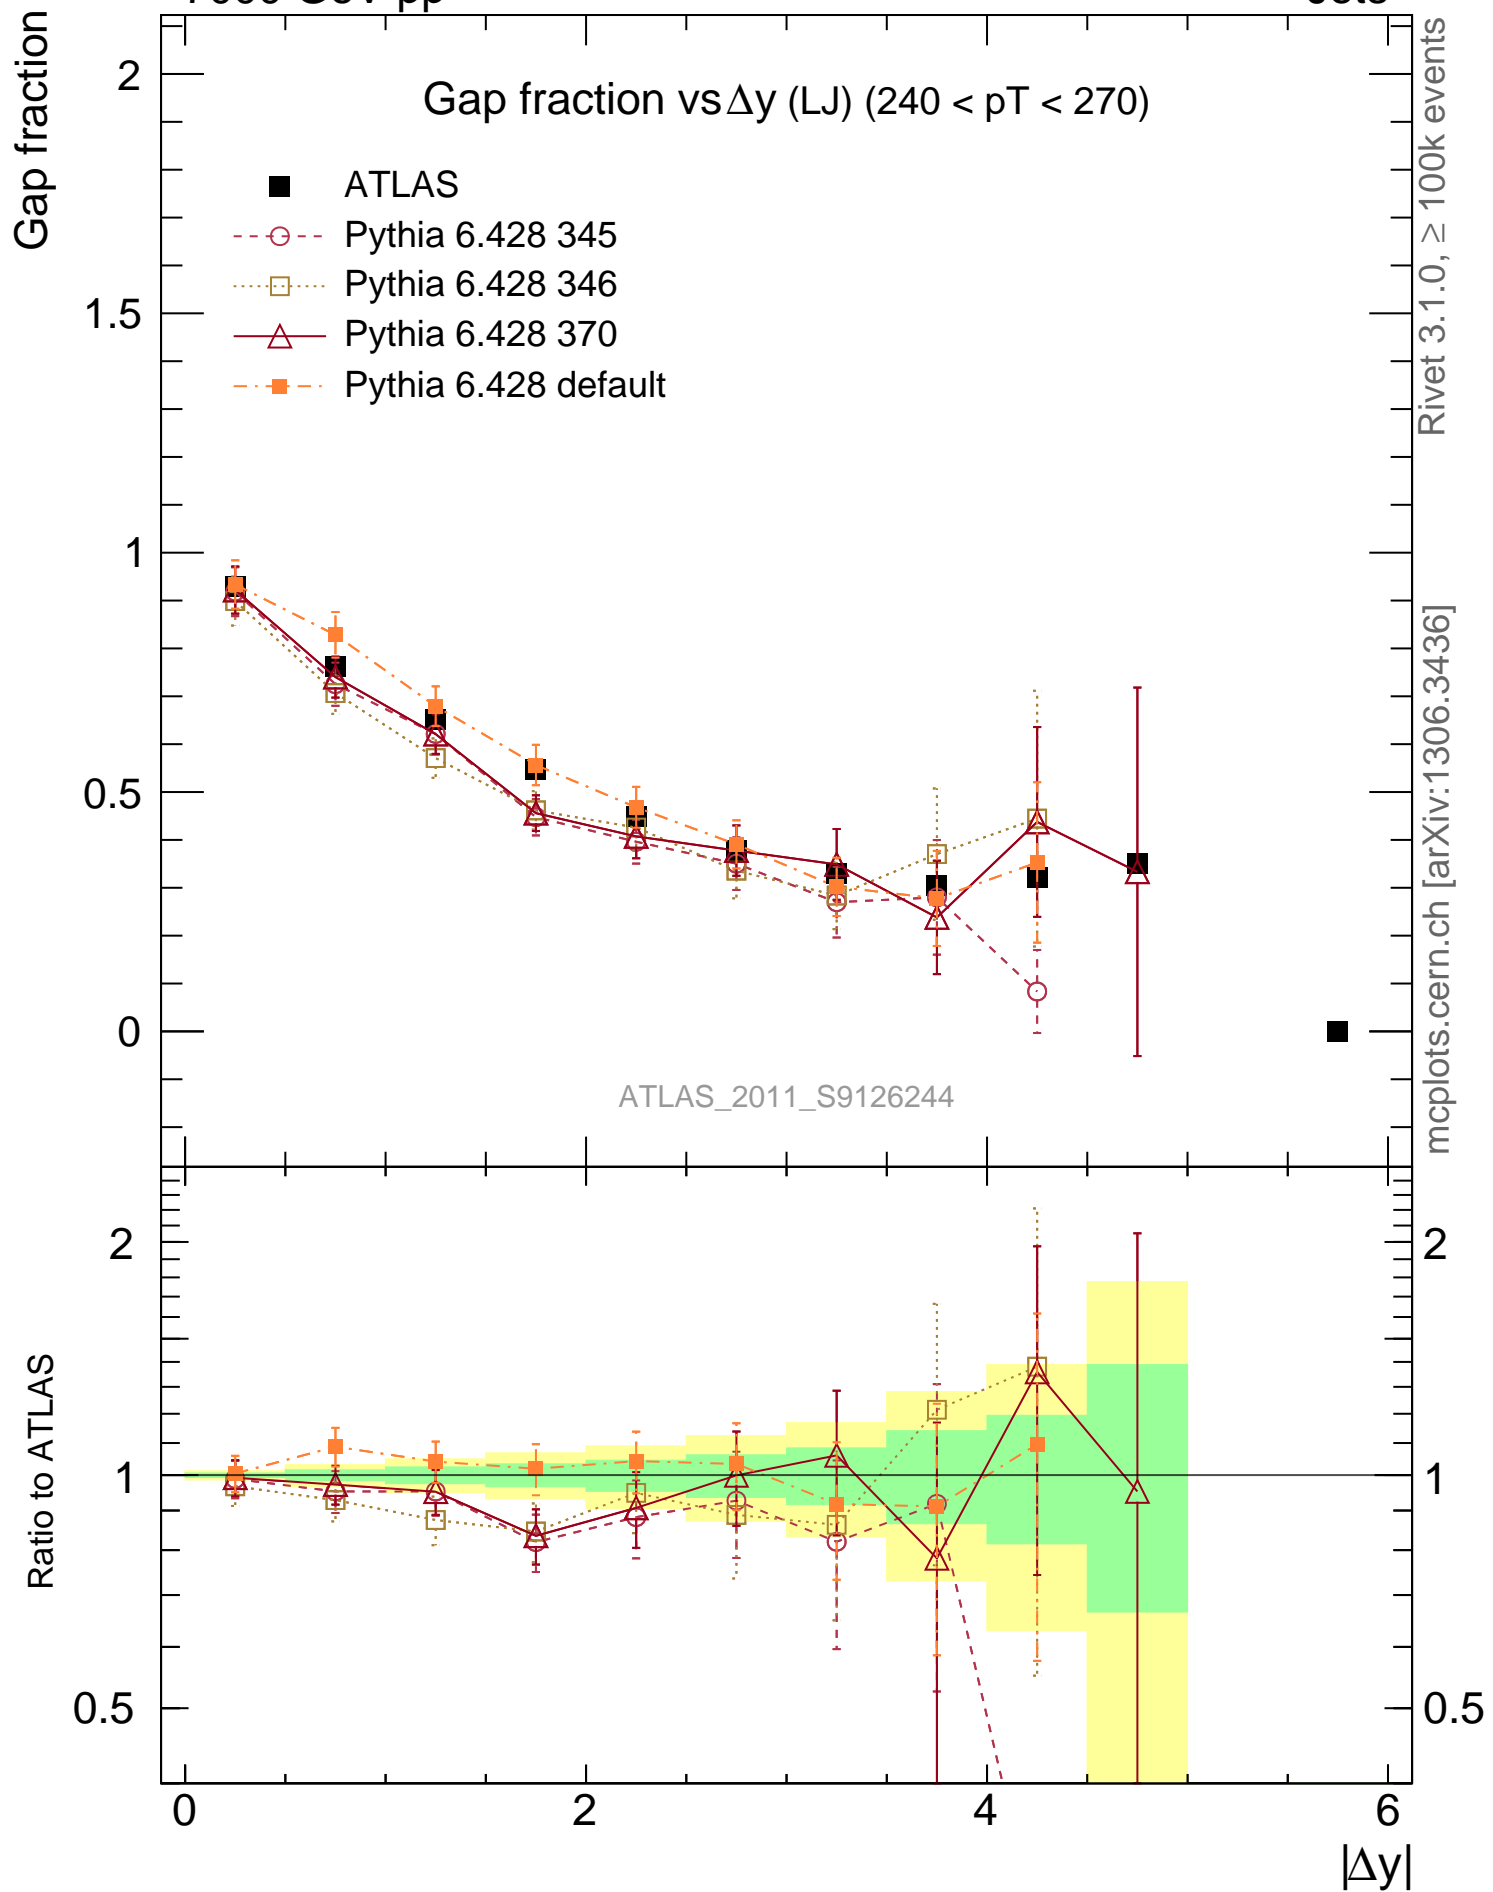 Gap fraction
Gap fraction vs Δy (LJ) (240 < pT < 270)
ATLAS
Pythia 6.428 345
Pythia 6.428 346
Pythia 6.428 370
Pythia 6.428 default
2
1.5
1
0.5
0
ATLAS_2011_S9126244
Rivet 3.1.0, ≥ 100k events
mcplots.cern.ch [arXiv:1306.3436]
Ratio to ATLAS
2
1
0.5
2
1
0.5
0
2
4
6
|Δy|